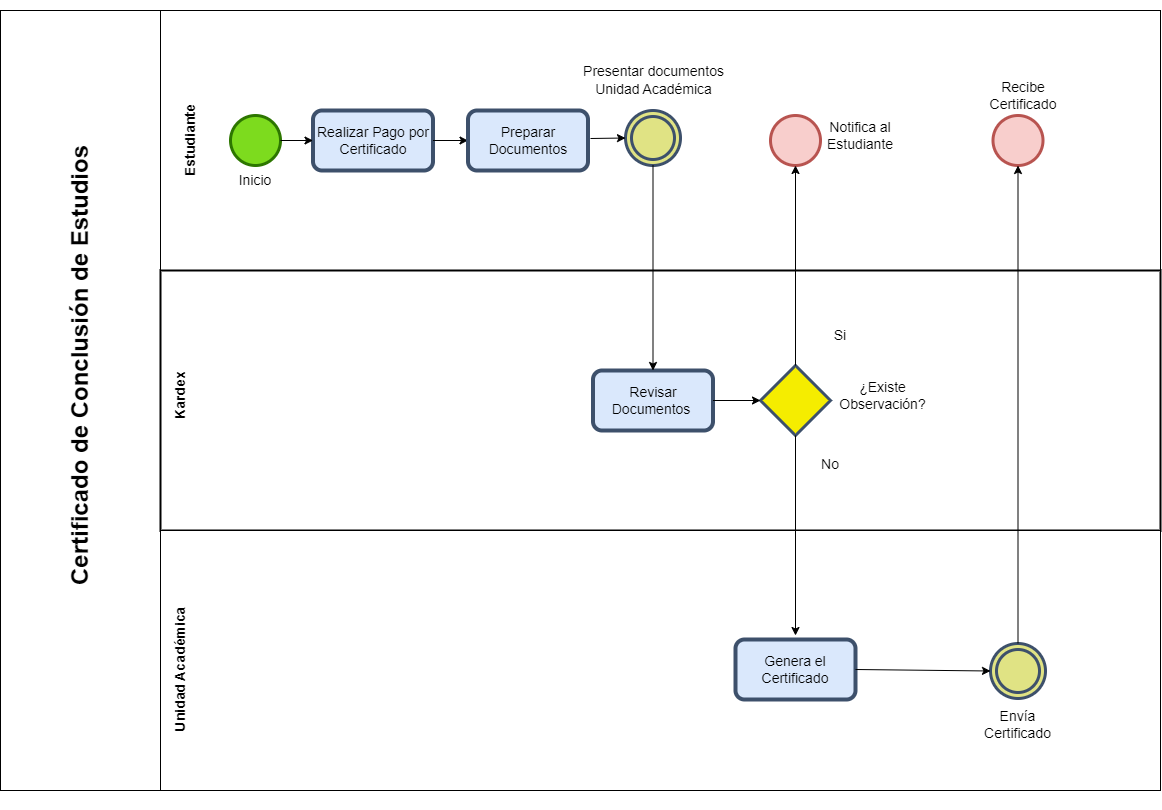 Certificado de Conclusión de Estudios
Estudiante
Inicio
Realizar Pago por
Certificado
Preparar
Documentos
Presentar documentos
Unidad Académica
Notifica al
Estudiante
Recibe
Certificado
Kardex
Revisar
Documentos
Si
¿Existe
Observación?
No
Unidad Académica
Genera el
Certificado
Envía
Certificado